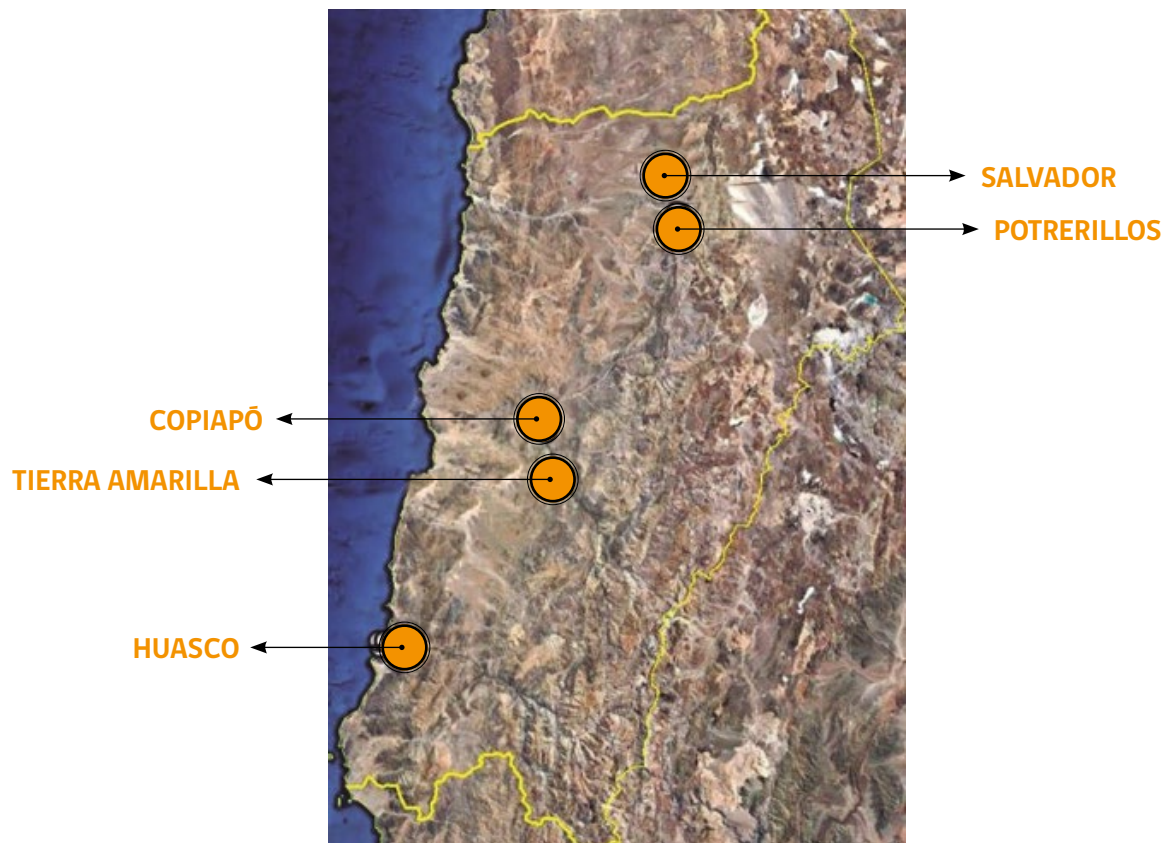 SALVADOR
POTRERILLOS
COPIAPÓ
TIERRA AMARILLA
HUASCO